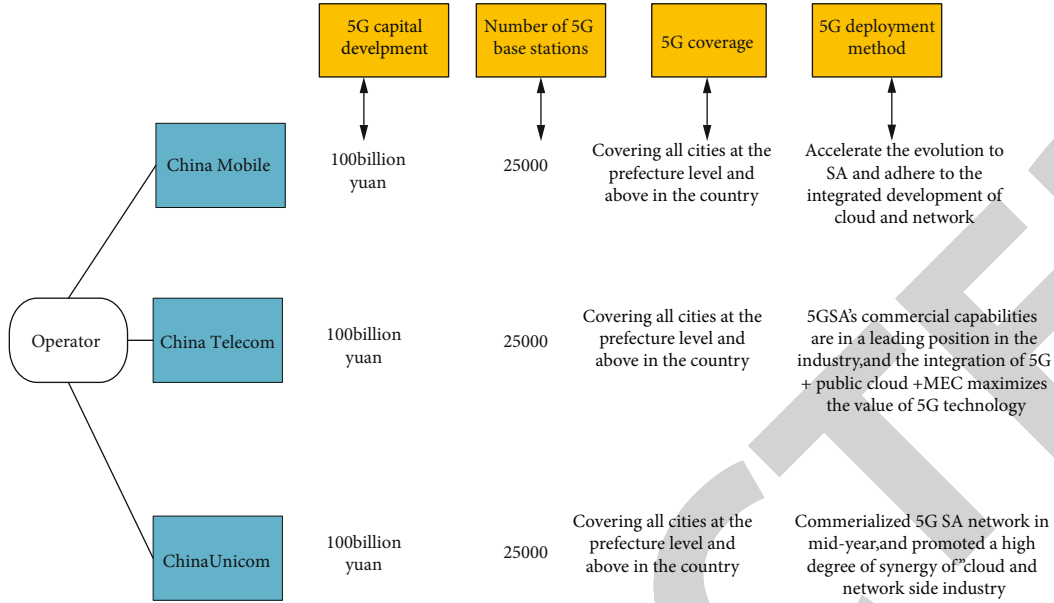 5G capital
develpment
Number of 5G
base stations
5G coverage
5G deployment
method
China Mobile
100billion
yuan
25000
Covering all cities at the
prefecture level and
above in the country
Accelerate the evolution to
SA and adhere to the
integrated development of
cloud and network
Operator
China Telecom
100billion
yuan
25000
Covering all cities at the
prefecture level and
above in the country
5GSA's commercial capabilities
are in a leading position in the
industry,and the integration of 5G
+ public cloud +MEC maximizes
the value of 5G technology
ChinaUnicom
100billion
yuan
25000
Covering all cities at the
prefecture level and
above in the country
Commerialized 5G SA network in
mid-year,and promoted a high
degree of synergy of”cloud and
network side industry